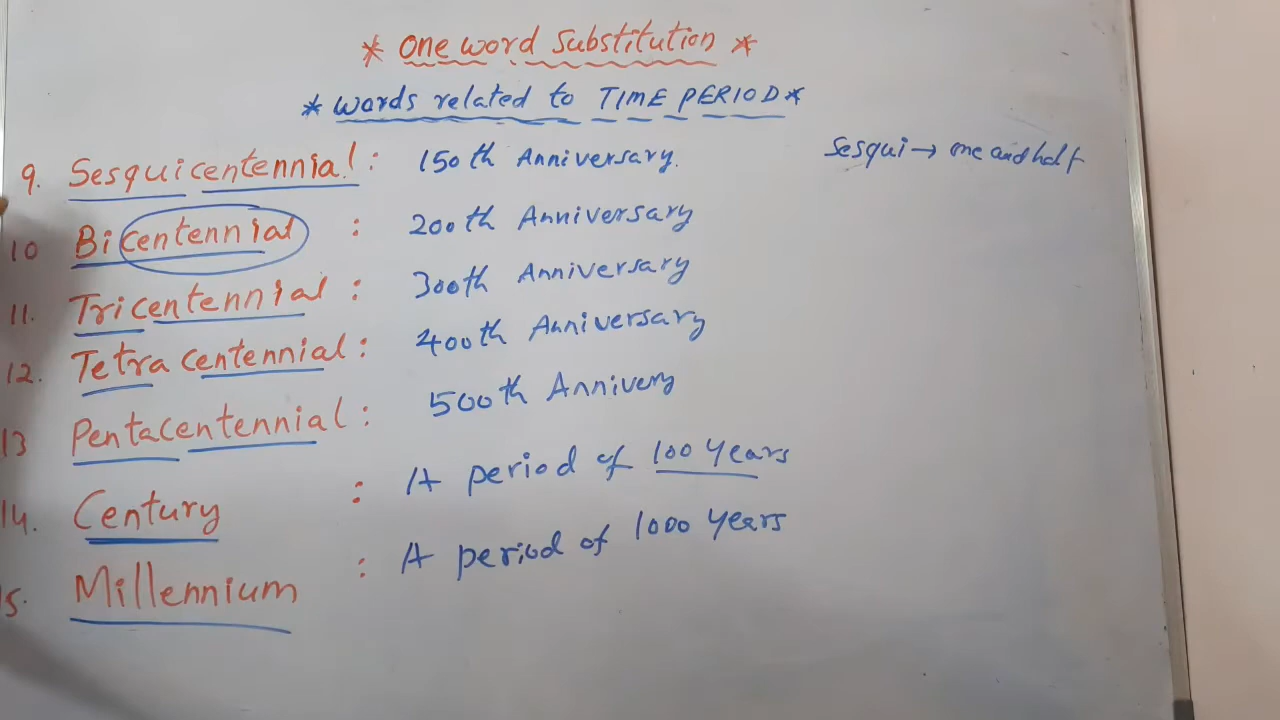 * One word Substitution *
* Words related to TIME PERIOD *
9. Sesquicentennial : 150th Anniversary. Sesqui → one and half
10 Bicentennial : 200th Anniversary
11. Tricentennial : 300th Anniversary
12. Tetra centennial : 400th Anniversary
13 Pentacentennial : 500th Annivery
14. Century : A period of 100 Years
15. Millennium : A period of 1000 Years